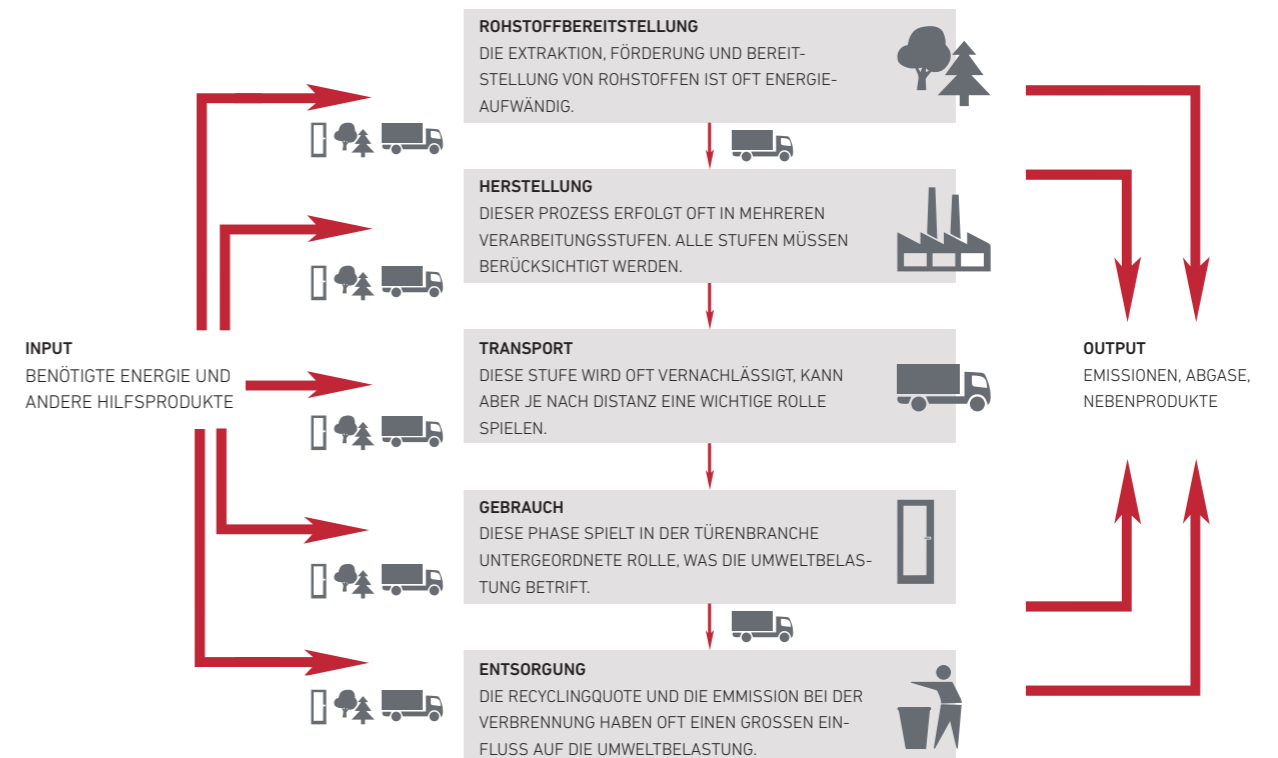 ROHSTOFFBEREITSTELLUNG
DIE EXTRAKTION, FÖRDERUNG UND BEREIT-
STELLUNG VON ROHSTOFFEN IST OFT ENERGIE-
AUFWÄNDIG.
HERSTELLUNG
DIESER PROZESS ERFOLGT OFT IN MEHREREN
VERARBEITUNGSSTUFEN. ALLE STUFEN MÜSSEN
BERÜCKSICHTIGT WERDEN.
INPUT
BENÖTIGTE ENERGIE UND
ANDERE HILFSPRODUKTE
TRANSPORT
DIESE STUFE WIRD OFT VERNACHLÄSSIGT, KANN
ABER JE NACH DISTANZ EINE WICHTIGE ROLLE
SPIELEN.
OUTPUT
EMISSIONEN, ABGASE,
NEBENPRODUKTE
GEBRAUCH
DIESE PHASE SPIELT IN DER TÜRENBRANCHE
UNTERGEORDNETE ROLLE, WAS DIE UMWELTBELAS-
TUNG BETRIFT.
ENTSORGUNG
DIE RECYCLINGQUOTE UND DIE EMMISSION BEI DER
VERBRENNUNG HABEN OFT EINEN GROSSEN EIN-
FLUSS AUF DIE UMWELTBELASTUNG.